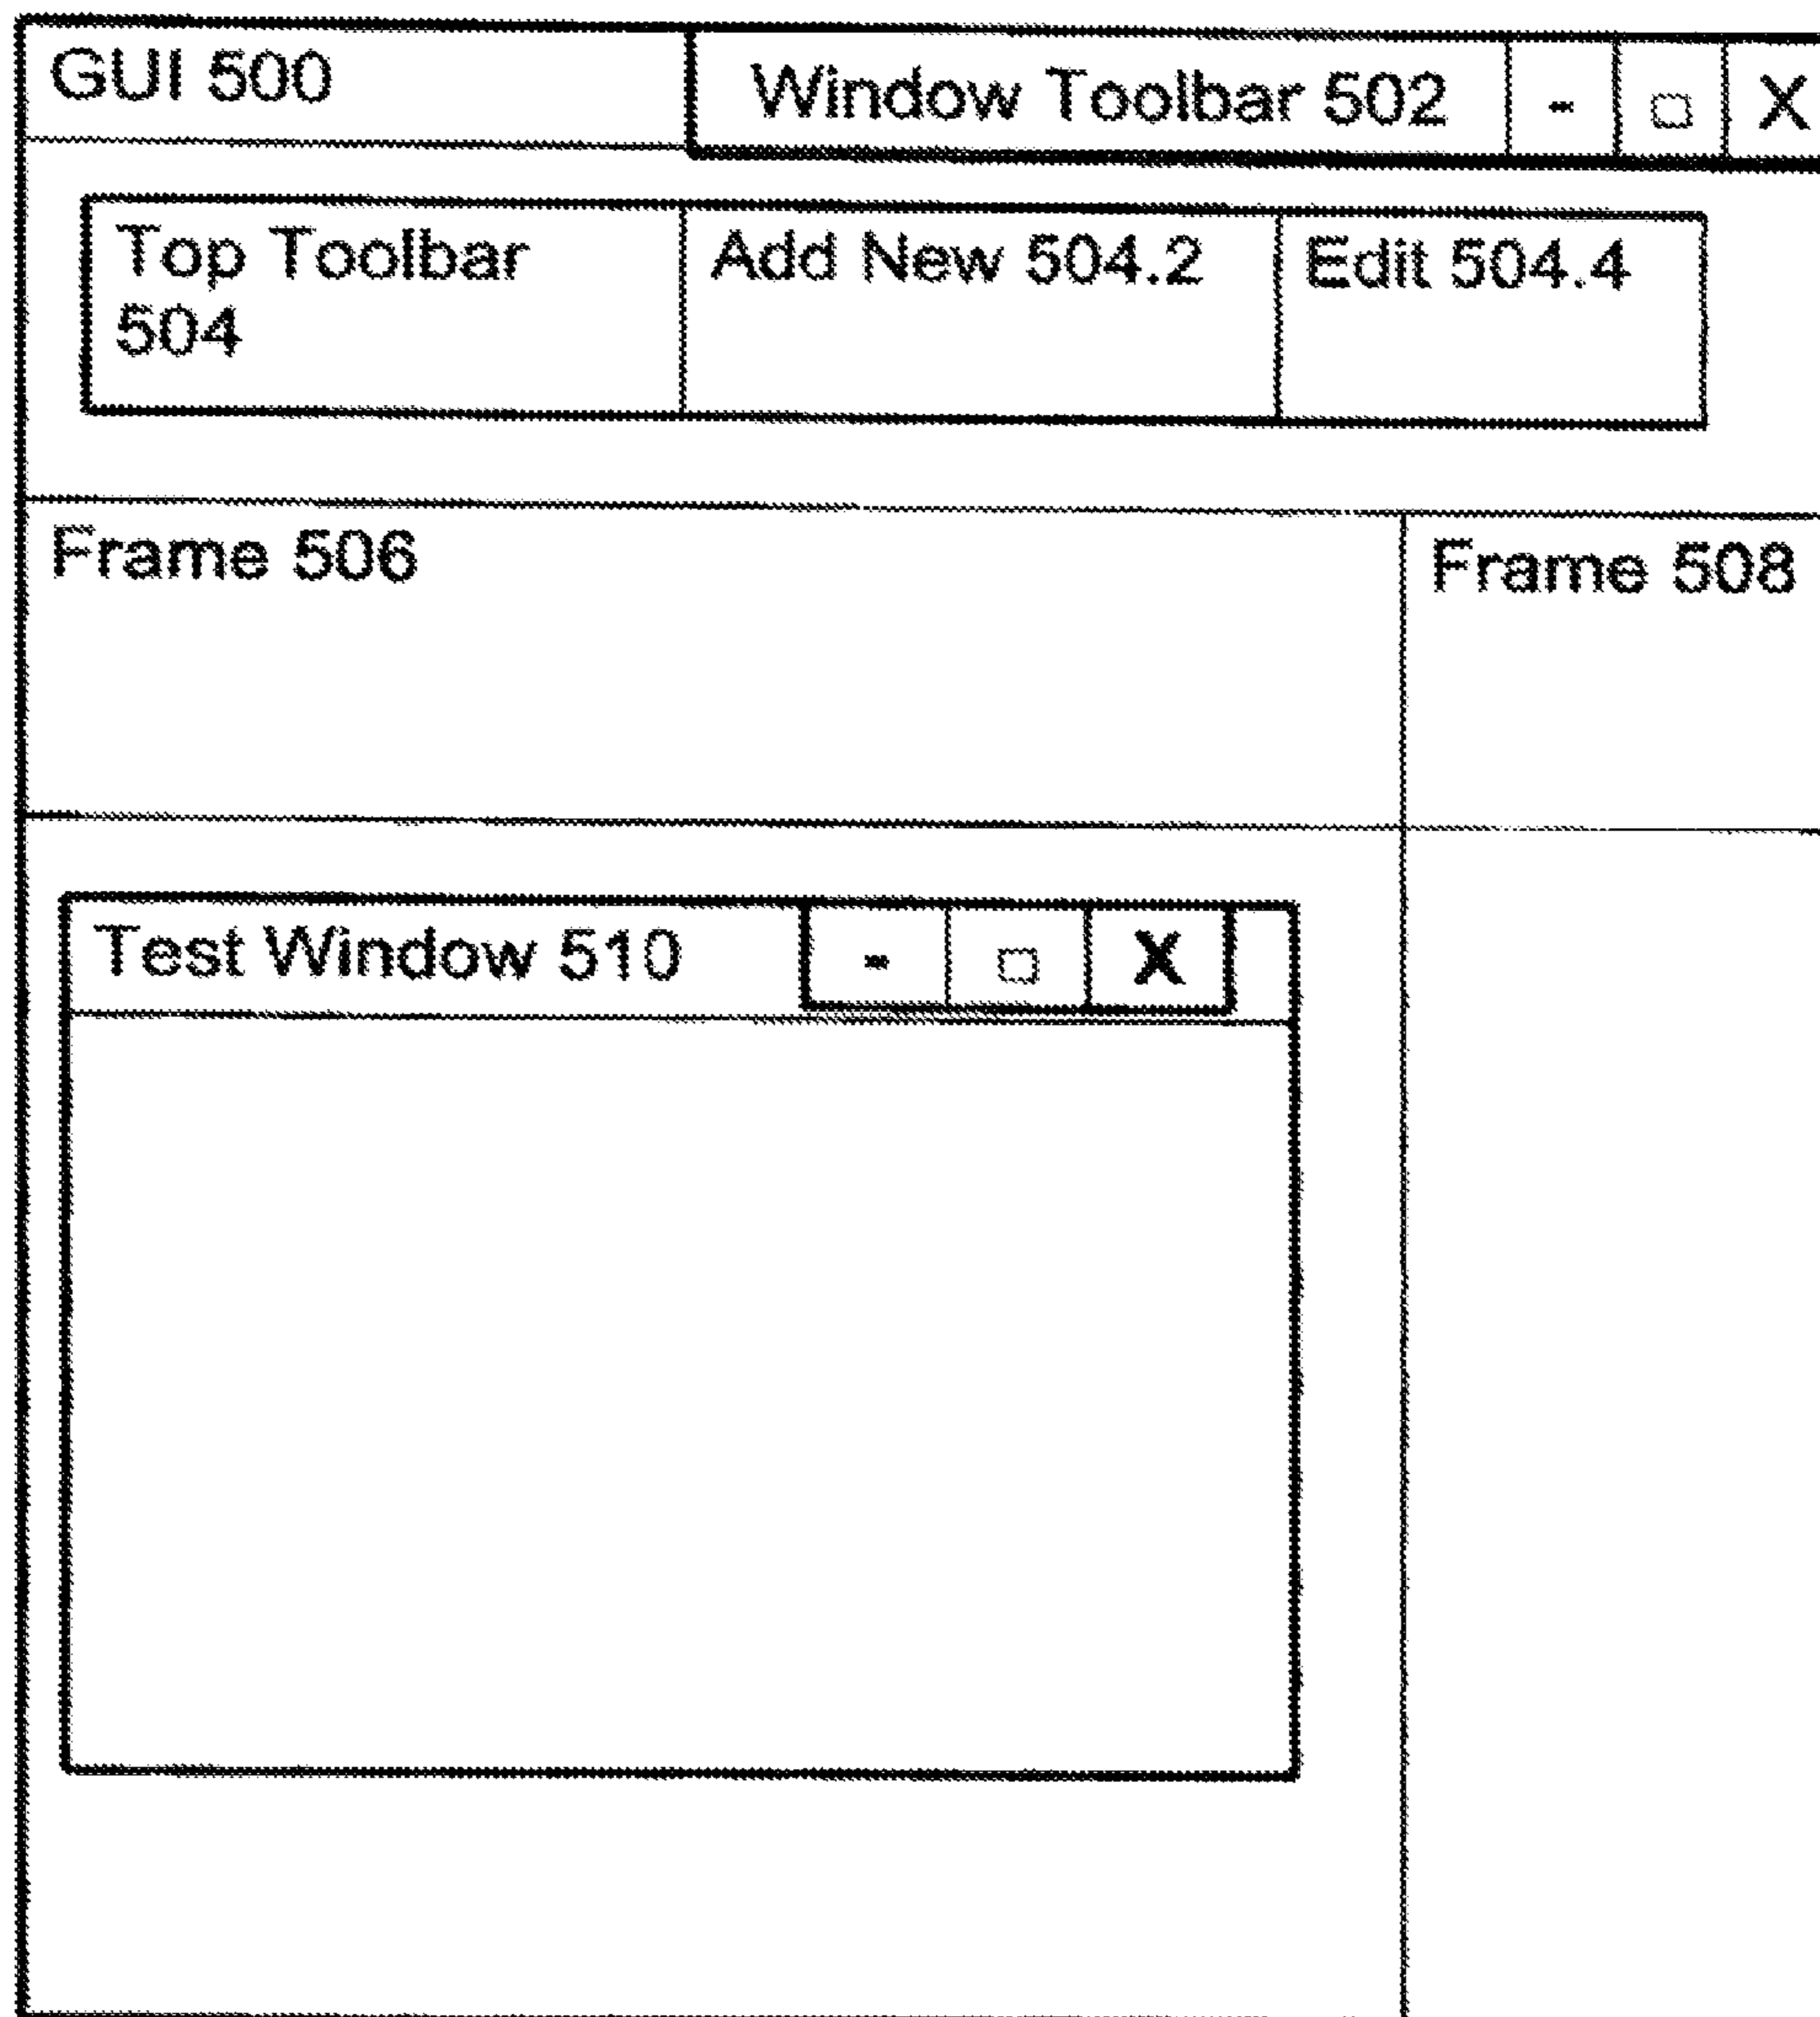 GUI 500
Window Toolbar 502 - □ X
Top Toolbar
504
Add New 504.2
Edit 504.4
Frame 506
Frame 508
Test Window 510 - □ X